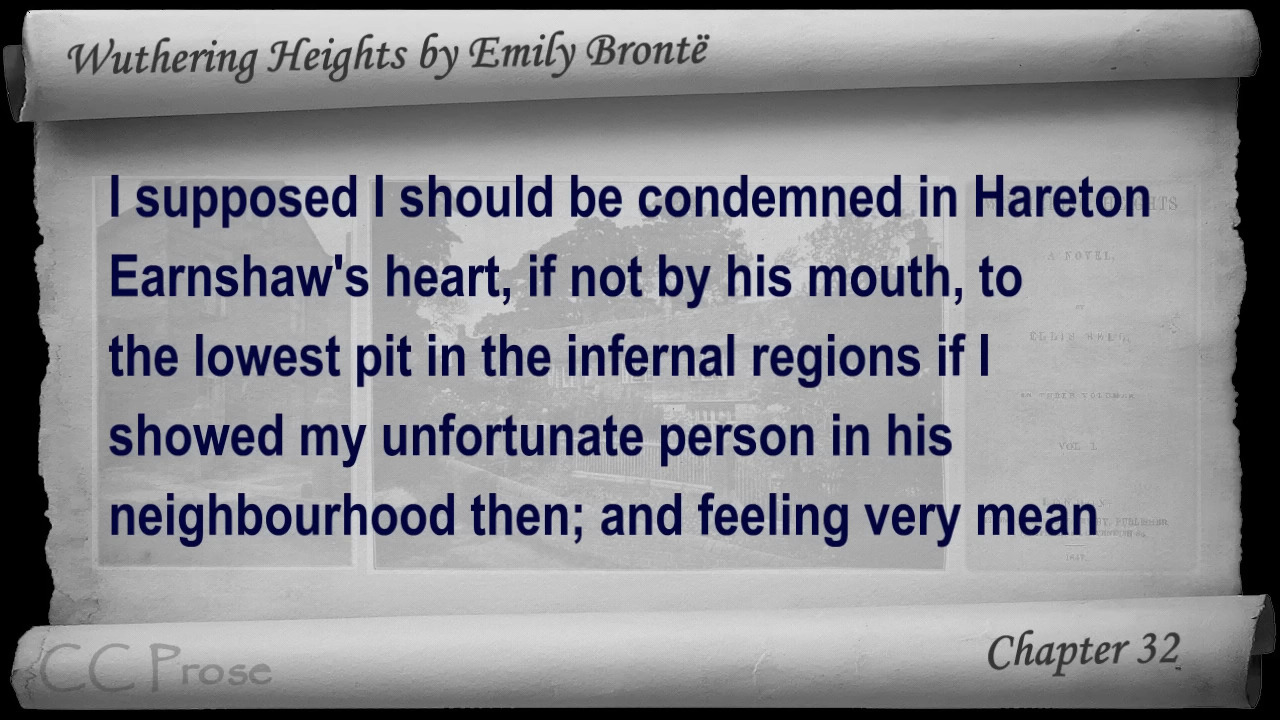 Wuthering Heights by Emily Brontë
I supposed I should be condemned in Hareton
Earnshaw's heart, if not by his mouth, to
the lowest pit in the infernal regions if I
showed my unfortunate person in his
neighbourhood then; and feeling very mean
A NOVEL,
VOL. I.
CC Prose
Chapter 32